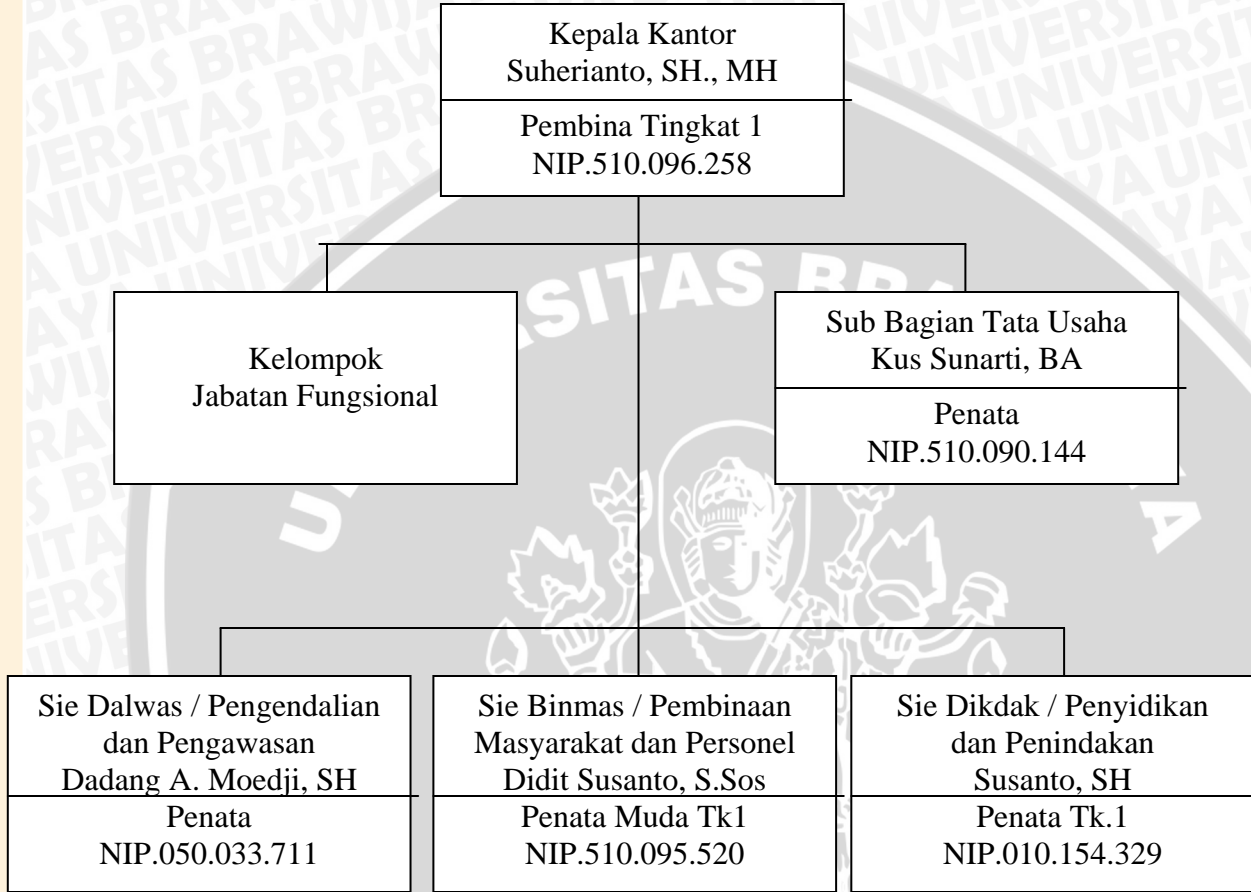 Kepala Kantor
Suherianto, SH., MH
Pembina Tingkat 1
NIP.510.096.258
Kelompok
Jabatan Fungsional
Sub Bagian Tata Usaha
Kus Sunarti, BA
Penata
NIP.510.090.144
Sie Dalwas / Pengendalian
dan Pengawasan
Dadang A. Moedji, SH
Penata
NIP.050.033.711
Sie Binmas / Pembinaan
Masyarakat dan Personel
Didit Susanto, S.Sos
Penata Muda Tk1
NIP.510.095.520
Sie Dikdak / Penyidikan
dan Penindakan
Susanto, SH
Penata Tk.1
NIP.010.154.329